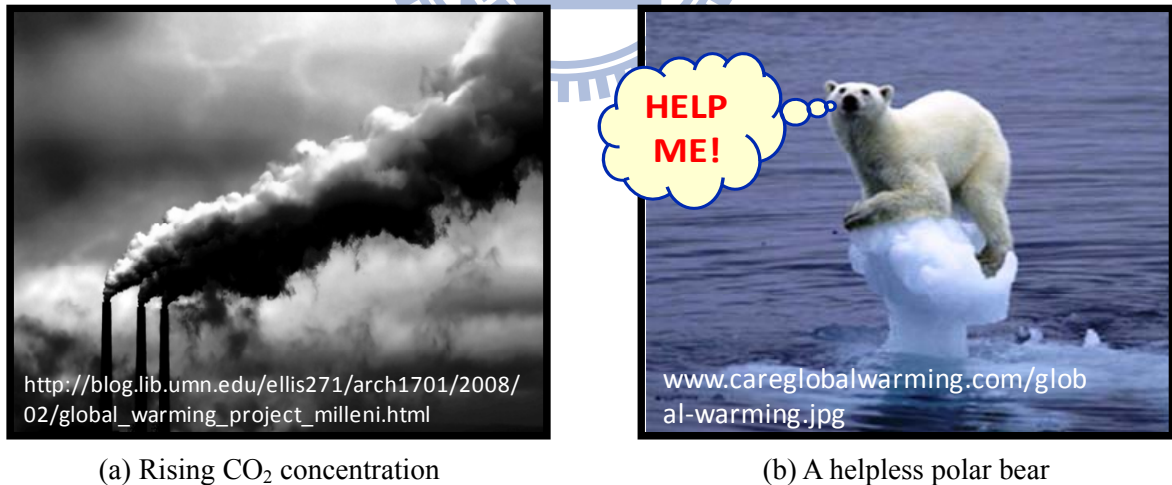 HELP
ME!
http://blog.lib.umn.edu/ellis271/arch1701/2008/
02/global_warming_project_milleni.html
www.careglobalwarming.com/glob
al-warming.jpg
(a) Rising CO₂ concentration
(b) A helpless polar bear